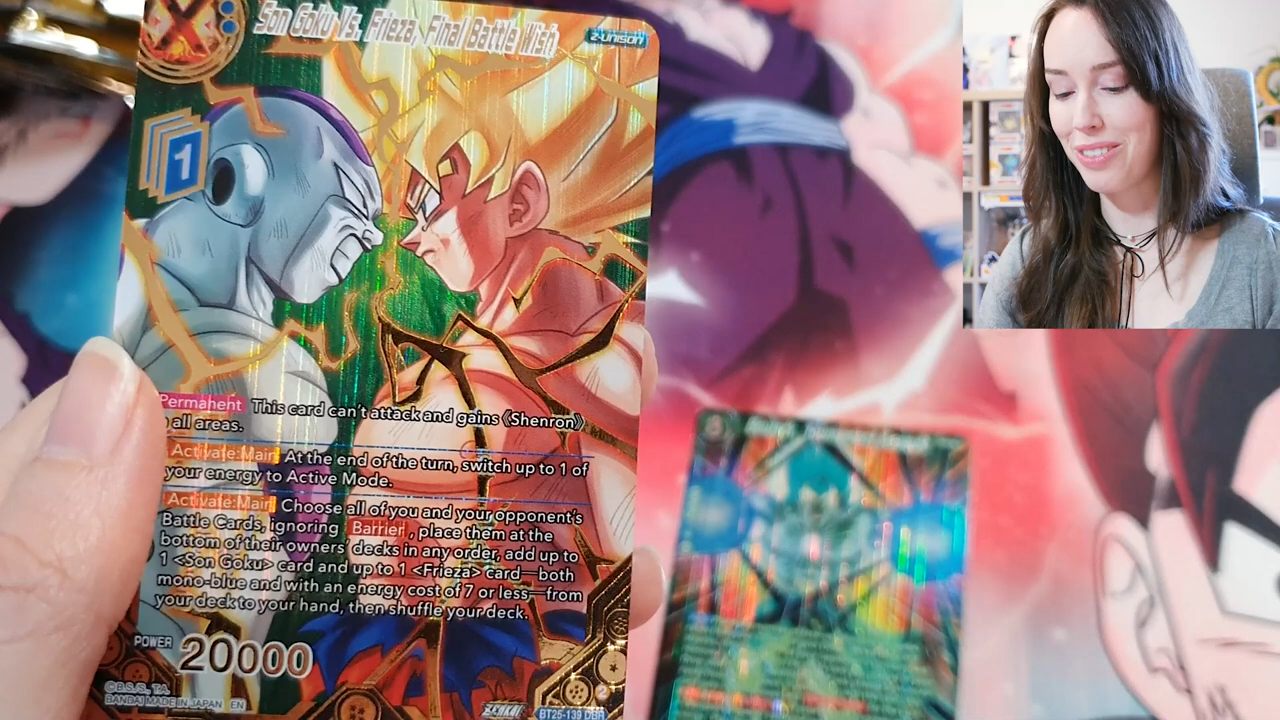 Son Goku Vs. Frieza, Final Battle Wish
Z-UNISON
X
1
Permanent This card can't attack and gains 《Shenron》
all areas.
Activate:Main At the end of the turn, switch up to 1 of
your energy to Active Mode.
Activate:Main Choose all of you and your opponent's
Battle Cards, ignoring Barrier, place them at the
bottom of their owners' decks in any order, add up to
1 <Son Goku> card and up to 1 <Frieza> card—both
mono-blue and with an energy cost of 7 or less—from
your deck to your hand, then shuffle your deck.
POWER 20000
©B.S./S., T.A.
BANDAI MADE IN JAPAN EN
ZENKAI
2
BT25-139 DBR